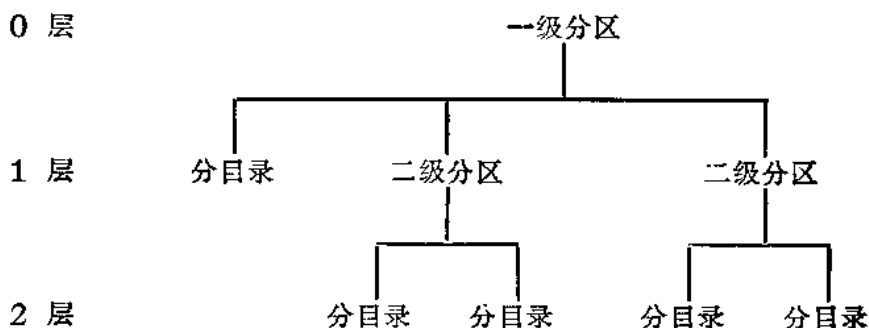 0 层 一级分区
1 层 分目录 二级分区 二级分区
2 层 分目录 分目录 分目录 分目录